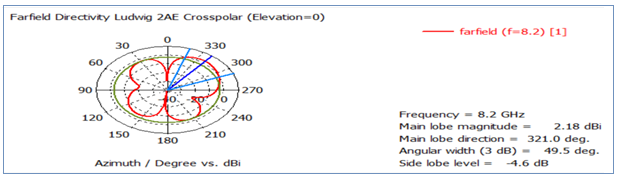 Farfield Directivity Ludwig 2AE Crosspolar (Elevation=0)
farfield (f=8.2) [1]
0
30 330
60 300
90 270
120 240
150 210
180
Azimuth / Degree vs. dBi
Frequency = 8.2 GHz
Main lobe magnitude = 2.18 dBi
Main lobe direction = 321.0 deg.
Angular width (3 dB) = 49.5 deg.
Side lobe level = -4.6 dB